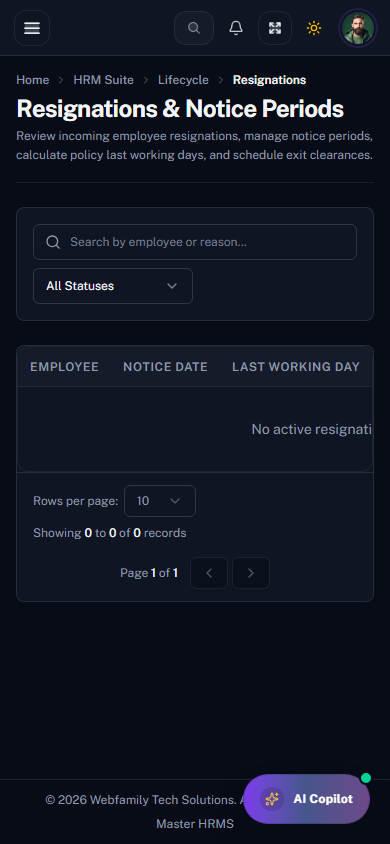 Home > HRM Suite > Lifecycle > Resignations
Resignations & Notice Periods
Review incoming employee resignations, manage notice periods,
calculate policy last working days, and schedule exit clearances.
Search by employee or reason...
All Statuses
EMPLOYEE NOTICE DATE LAST WORKING DAY
No active resignati
Rows per page: 10
Showing 0 to 0 of 0 records
Page 1 of 1
© 2026 Webfamily Tech Solutions.
AI Copilot
Master HRMS